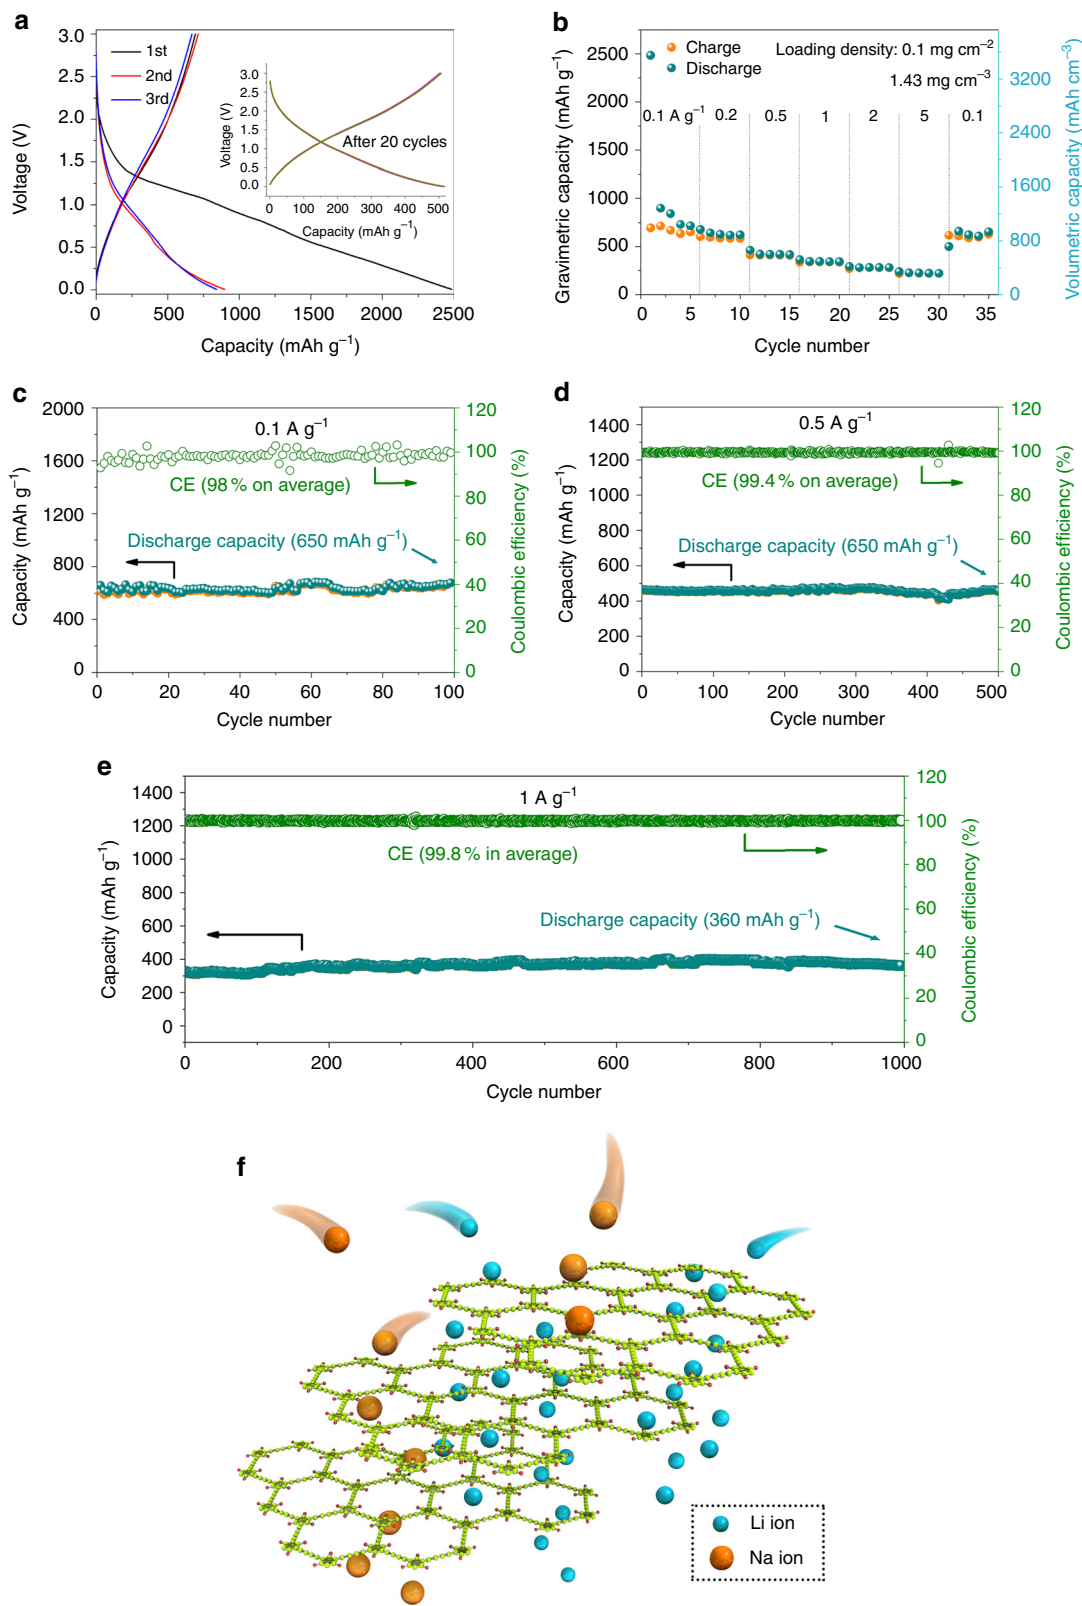 a
3.0
2.5
2.0
1.5
1.0
0.5
0.0
Voltage (V)
1st
2nd
3rd
3.0
2.5
2.0
1.5
1.0
0.5
0.0
Voltage (V)
After 20 cycles
0 100 200 300 400 500
Capacity (mAh g⁻¹)
0 500 1000 1500 2000 2500
Capacity (mAh g⁻¹)
b
2500
2000
1500
1000
500
0
Gravimetric capacity (mAh g⁻¹)
Charge
Discharge
Loading density: 0.1 mg cm⁻²
1.43 mg cm⁻³
0.1 A g⁻¹ 0.2 0.5 1 2 5 0.1
3200
2400
1600
800
0
Volumetric capacity (mAh cm⁻³)
0 5 10 15 20 25 30 35
Cycle number
c
2000
1600
1200
800
600
400
0
Capacity (mAh g⁻¹)
0.1 A g⁻¹
CE (98 % on average)
Discharge capacity (650 mAh g⁻¹)
120
100
80
60
40
20
0
Coulombic efficiency (%)
0 20 40 60 80 100
Cycle number
d
1400
1200
1000
800
600
400
200
0
Capacity (mAh g⁻¹)
0.5 A g⁻¹
CE (99.4 % on average)
Discharge capacity (650 mAh g⁻¹)
120
100
80
60
40
20
0
Coulombic efficiency (%)
0 100 200 300 400 500
Cycle number
e
1400
1200
1000
800
600
400
200
0
Capacity (mAh g⁻¹)
1 A g⁻¹
CE (99.8 % in average)
Discharge capacity (360 mAh g⁻¹)
120
100
80
60
40
20
0
Coulombic efficiency (%)
0 200 400 600 800 1000
Cycle number
f
Li ion
Na ion